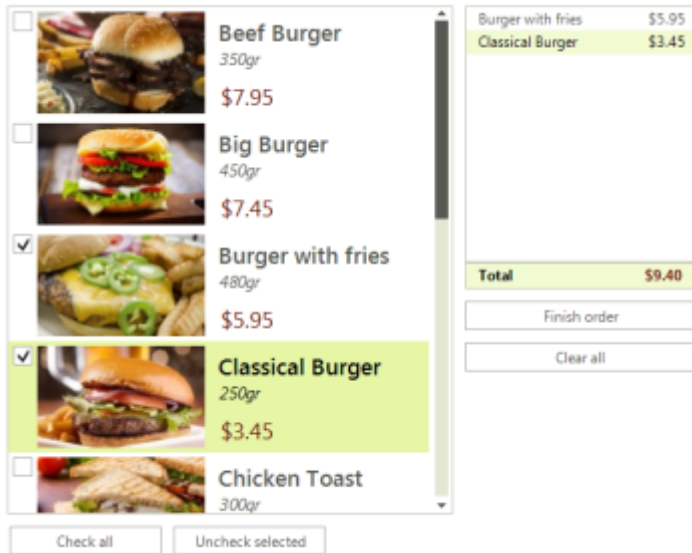 Beef Burger
350gr
$7.95
Big Burger
450gr
$7.45
Burger with fries
480gr
$5.95
Classical Burger
250gr
$3.45
Chicken Toast
300gr
Check all
Uncheck selected
Burger with fries $5.95
Classical Burger $3.45
Total $9.40
Finish order
Clear all